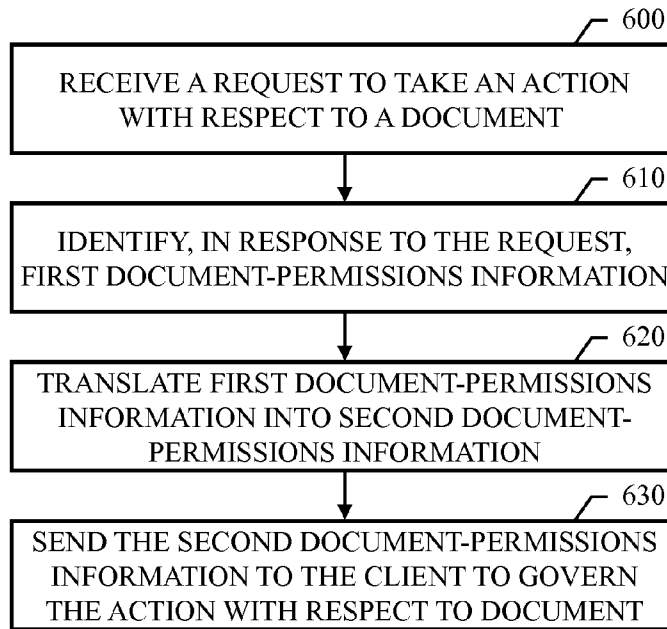 600
RECEIVE A REQUEST TO TAKE AN ACTION
WITH RESPECT TO A DOCUMENT
610
IDENTIFY, IN RESPONSE TO THE REQUEST,
FIRST DOCUMENT-PERMISSIONS INFORMATION
620
TRANSLATE FIRST DOCUMENT-PERMISSIONS
INFORMATION INTO SECOND DOCUMENT-
PERMISSIONS INFORMATION
630
SEND THE SECOND DOCUMENT-PERMISSIONS
INFORMATION TO THE CLIENT TO GOVERN
THE ACTION WITH RESPECT TO DOCUMENT